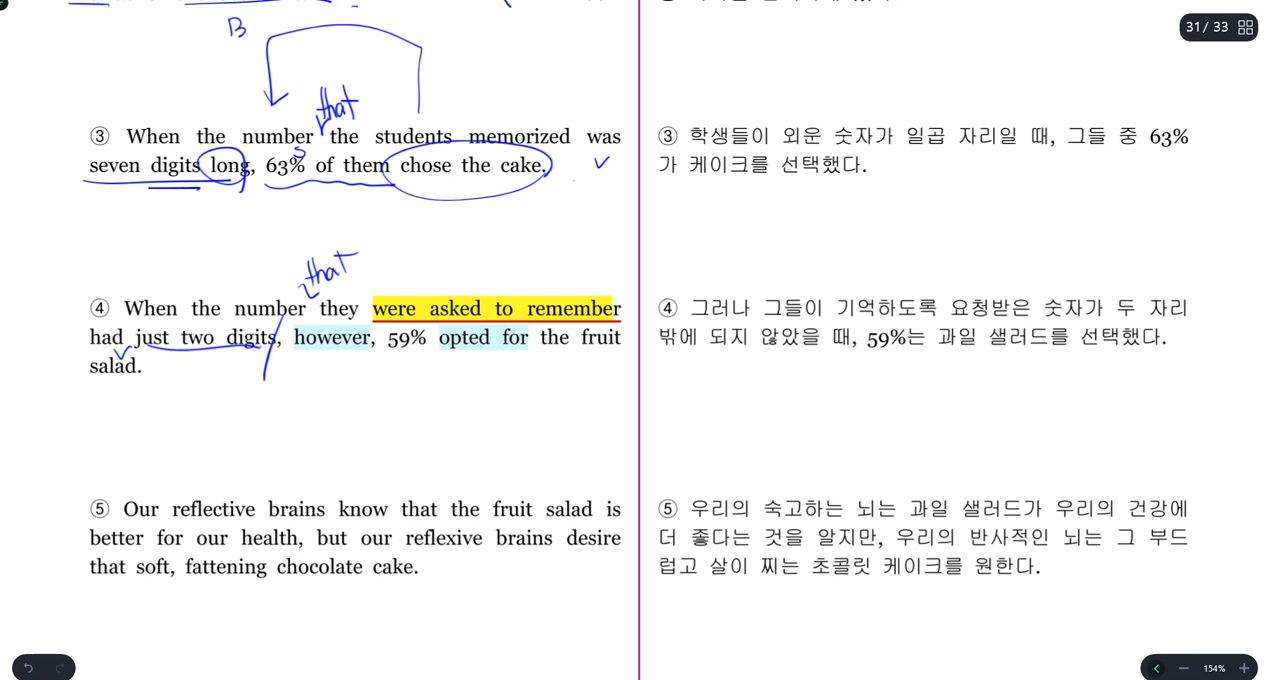 B
31 / 33
that
③ When the number the students memorized was
seven digits long, 63% of them chose the cake.
S
③ 학생들이 외운 숫자가 일곱 자리일 때, 그들 중 63%
가 케이크를 선택했다.
that
④ When the number they were asked to remember
had just two digits, however, 59% opted for the fruit
salad.
④ 그러나 그들이 기억하도록 요청받은 숫자가 두 자리
밖에 되지 않았을 때, 59%는 과일 샐러드를 선택했다.
⑤ Our reflective brains know that the fruit salad is
better for our health, but our reflexive brains desire
that soft, fattening chocolate cake.
⑤ 우리의 숙고하는 뇌는 과일 샐러드가 우리의 건강에
더 좋다는 것을 알지만, 우리의 반사적인 뇌는 그 부드
럽고 살이 찌는 초콜릿 케이크를 원한다.
154%